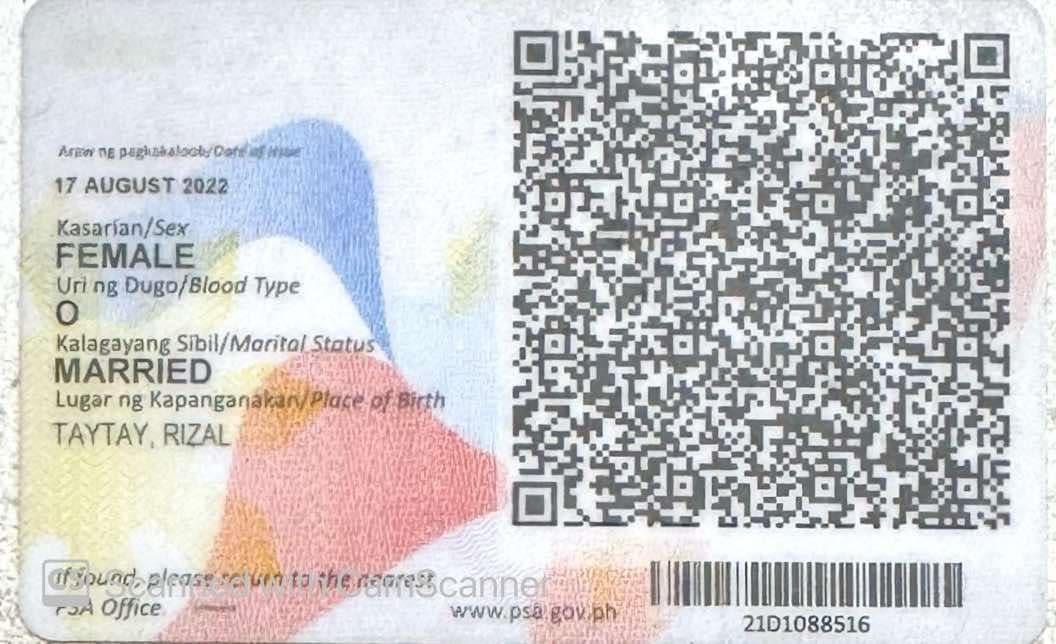 Araw ng pagkakaloob/Date of issue
17 AUGUST 2022
Kasarian/Sex
FEMALE
Uri ng Dugo/Blood Type
O
Kalagayang Sibil/Marital Status
MARRIED
Lugar ng Kapanganakan/Place of Birth
TAYTAY, RIZAL
If found, please return to the nearest
PSA Office
Scanned with CamScanner
www.psa.gov.ph
21D1088516